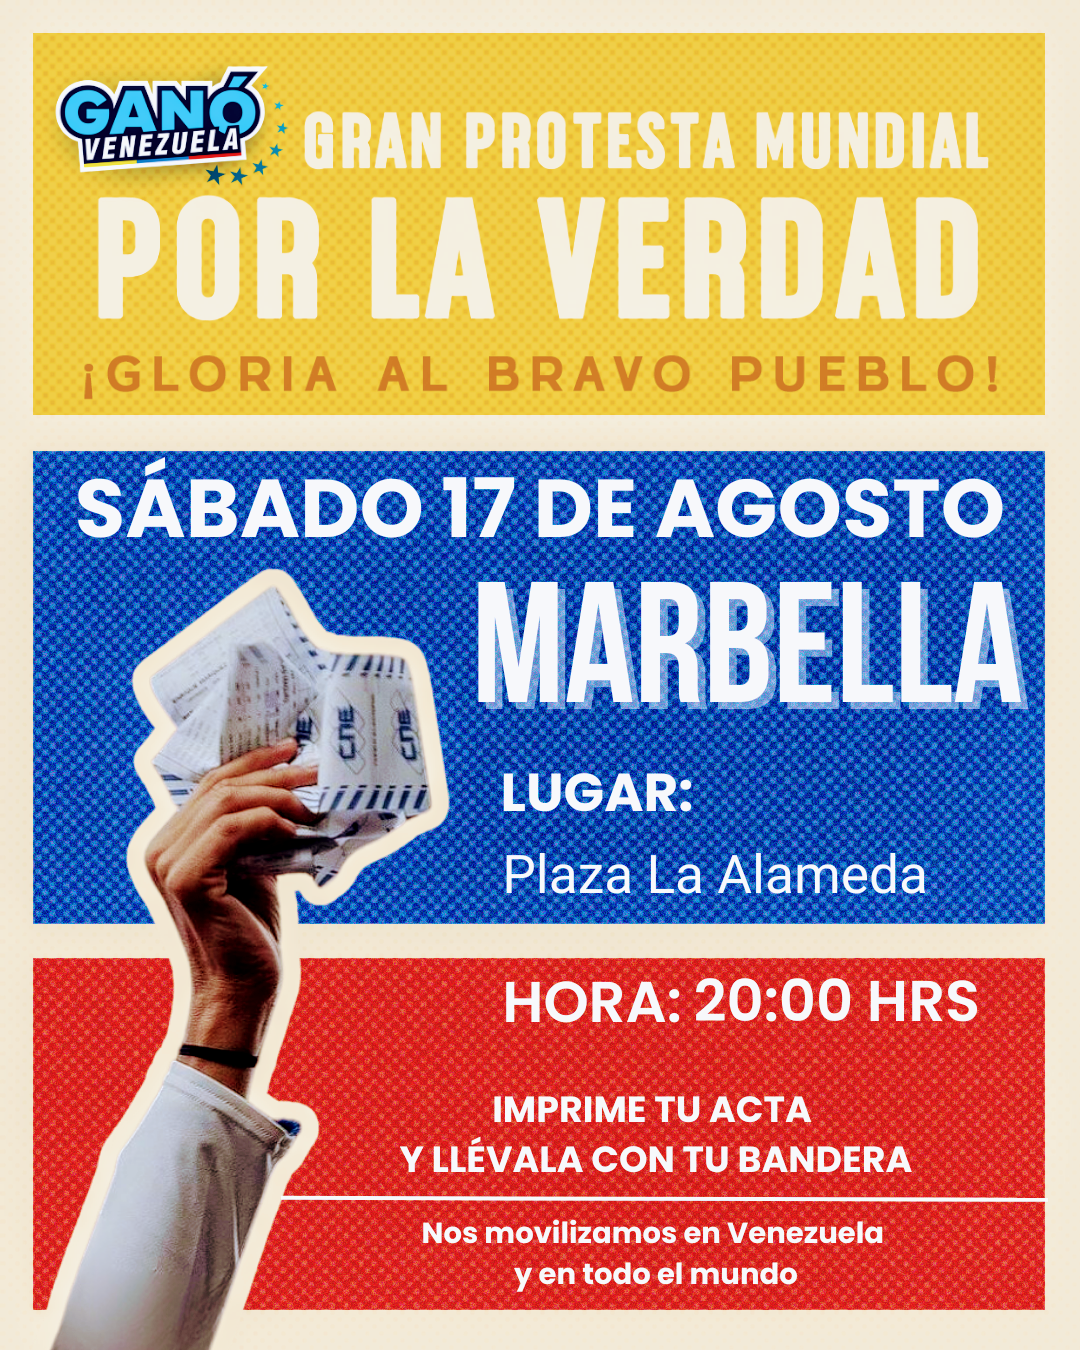 GANÓ
VENEZUELA
GRAN PROTESTA MUNDIAL
POR LA VERDAD
¡GLORIA AL BRAVO PUEBLO!
SÁBADO 17 DE AGOSTO
MARBELLA
CNE
CNE
LUGAR:
Plaza La Alameda
HORA: 20:00 HRS
IMPRIME TU ACTA
Y LLÉVALA CON TU BANDERA
Nos movilizamos en Venezuela
y en todo el mundo